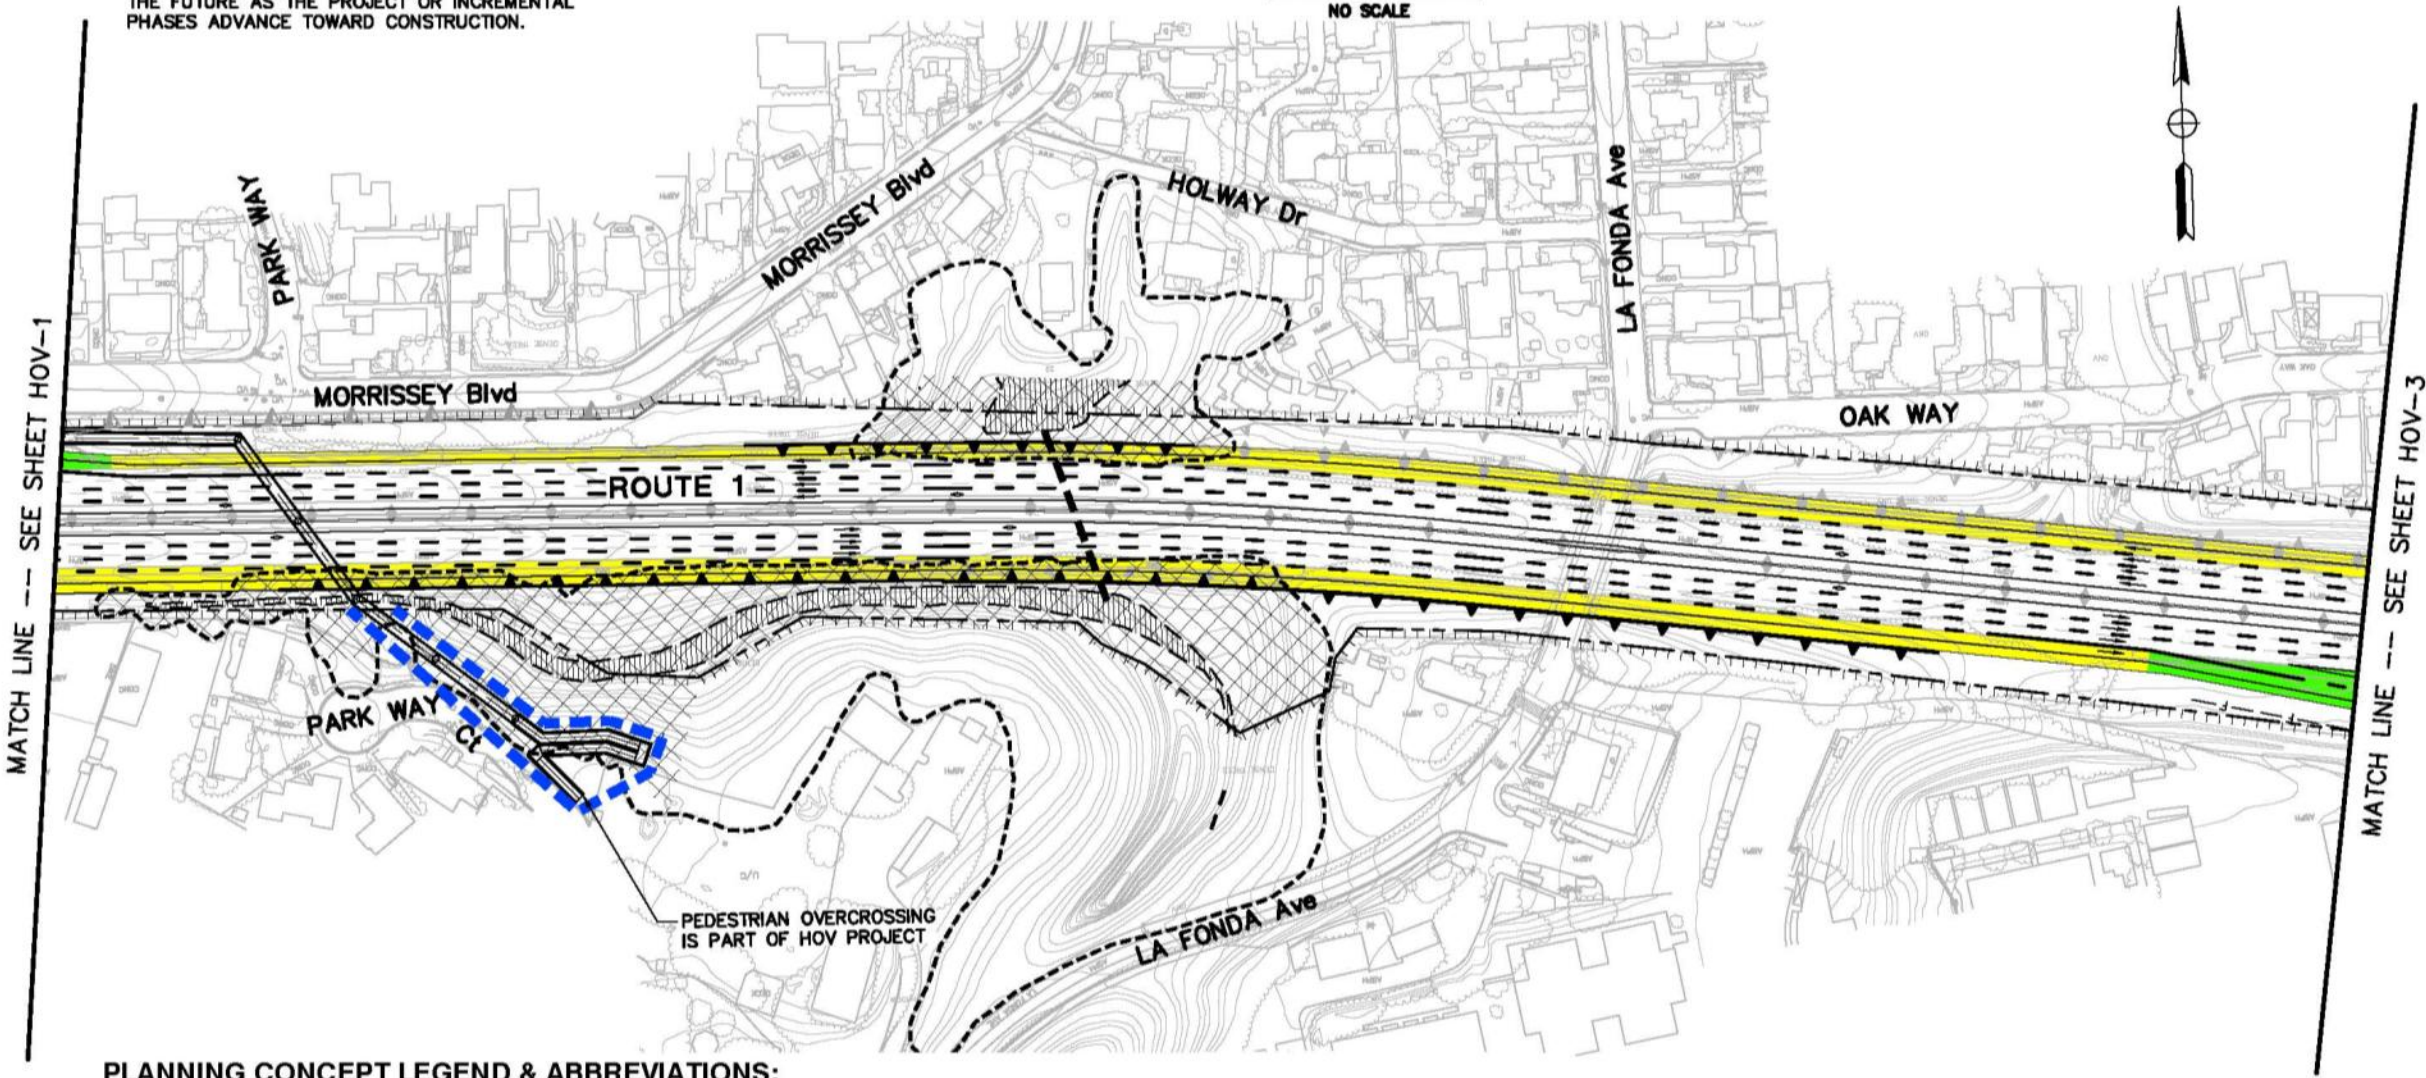 THE FUTURE AS THE PROJECT OR INCREMENTAL
PHASES ADVANCE TOWARD CONSTRUCTION.
NO SCALE
MATCH LINE -- SEE SHEET HOV-1
PARK WAY
MORRISSEY Blvd
MORRISSEY Blvd
HOLWAY Dr
LA FONDA Ave
OAK WAY
ROUTE 1
PARK WAY
Ct
PEDESTRIAN OVERCROSSING
IS PART OF HOV PROJECT
LA FONDA Ave
MATCH LINE -- SEE SHEET HOV-3
PLANNING CONCEPT LEGEND & ABBREVIATIONS: